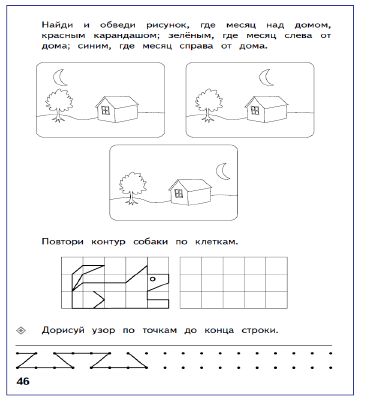 Найди и обведи рисунок, где месяц над домом,
красным карандашом; зелёным, где месяц слева от
дома; синим, где месяц справа от дома.
Повтори контур собаки по клеткам.
Дорисуй узор по точкам до конца строки.
46